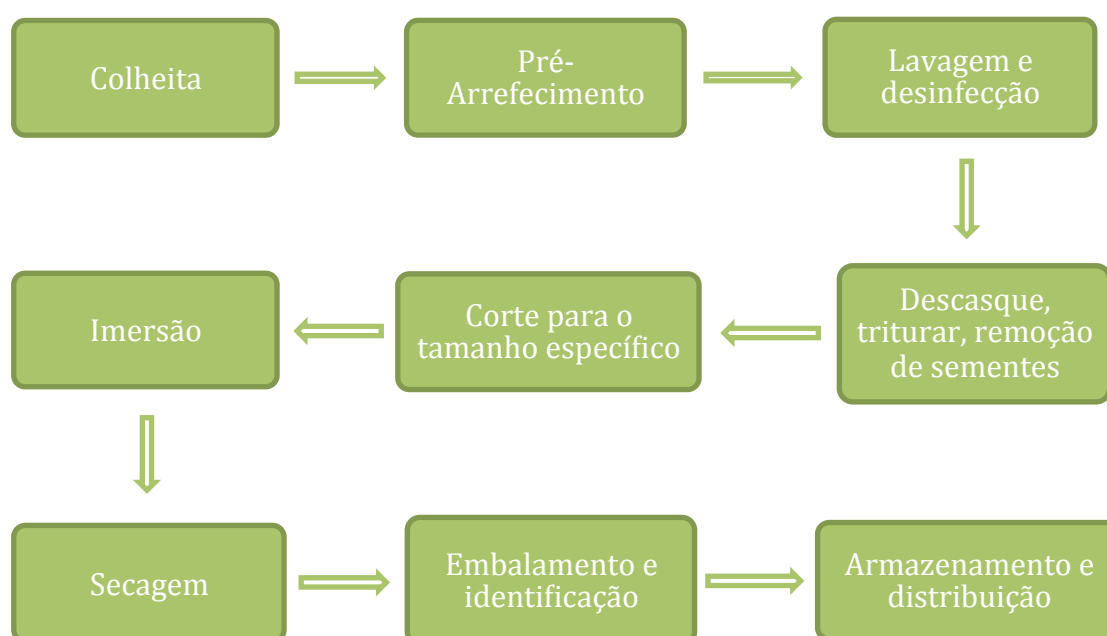 Colheita
Pré-
Arrefecimento
Lavagem e
desinfecção
Descasque,
triturar, remoção
de sementes
Corte para o
tamanho específico
Imersão
Secagem
Embalamento e
identificação
Armazenamento e
distribuição